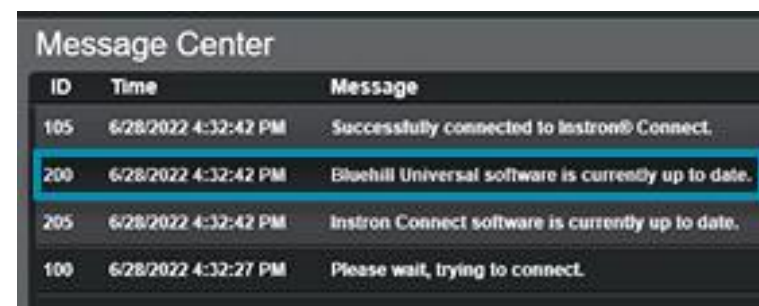 Message Center
ID Time Message
105 6/28/2022 4:32:42 PM Successfully connected to Instron® Connect.
200 6/28/2022 4:32:42 PM Bluehill Universal software is currently up to date.
205 6/28/2022 4:32:42 PM Instron Connect software is currently up to date.
100 6/28/2022 4:32:27 PM Please wait, trying to connect.